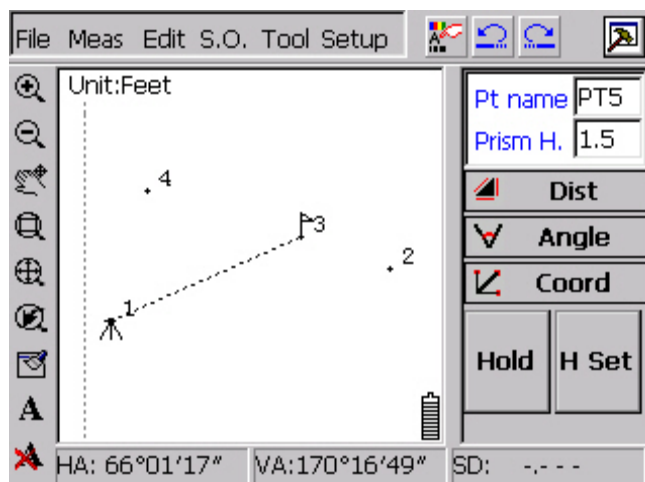 File Meas Edit S.O. Tool Setup
Unit:Feet
Pt name PT5
Prism H. 1.5
4
3
2
1
Dist
Angle
Coord
Hold H Set
A
HA: 66°01'17" VA:170°16'49" SD: -.- - -